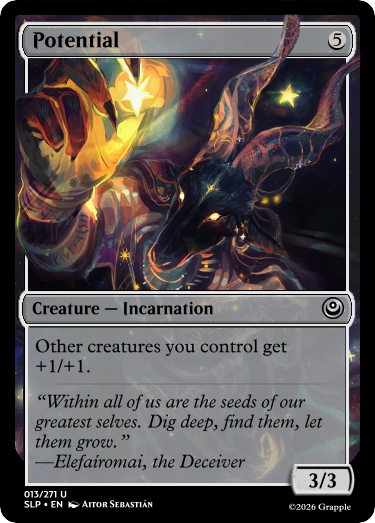 Potential 5
Creature — Incarnation
Other creatures you control get
+1/+1.
“Within all of us are the seeds of our
greatest selves. Dig deep, find them, let
them grow.”
—Elefairomai, the Deceiver
3/3
013/271 U
SLP • EN Aitor Sebastián
©2026 Grapple